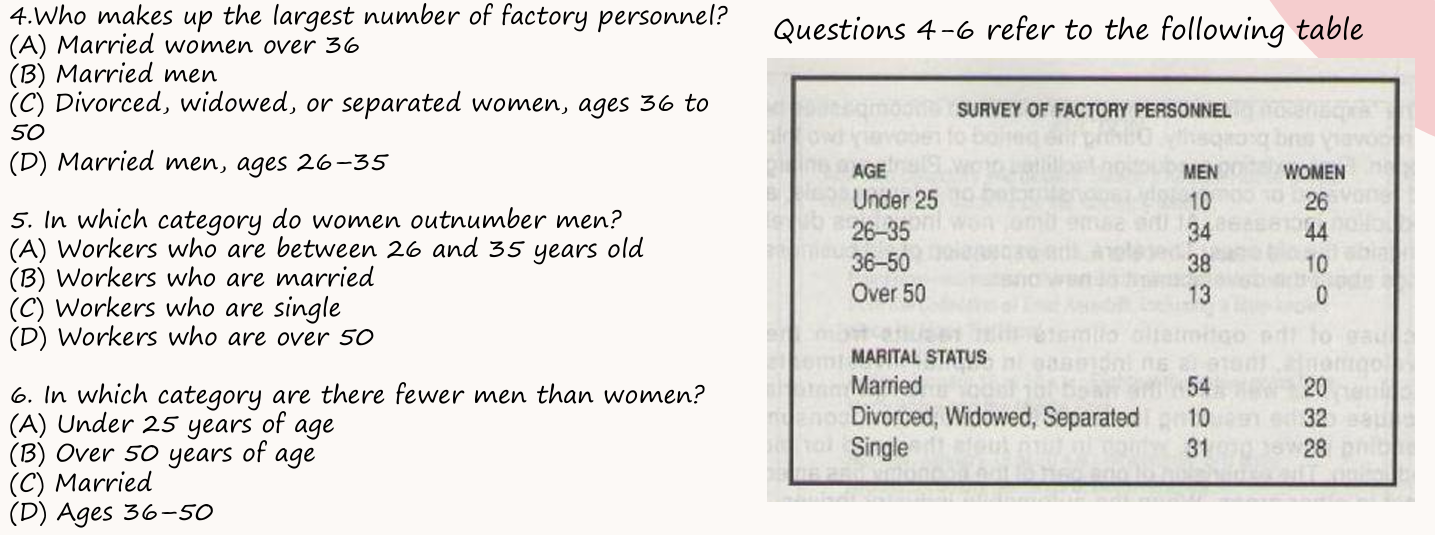 4.Who makes up the largest number of factory personnel?
(A) Married women over 36
(B) Married men
(C) Divorced, widowed, or separated women, ages 36 to
50
(D) Married men, ages 26–35
5. In which category do women outnumber men?
(A) Workers who are between 26 and 35 years old
(B) Workers who are married
(C) Workers who are single
(D) Workers who are over 50
6. In which category are there fewer men than women?
(A) Under 25 years of age
(B) Over 50 years of age
(C) Married
(D) Ages 36–50
Questions 4-6 refer to the following table
SURVEY OF FACTORY PERSONNEL
AGE MEN WOMEN
Under 25 10 26
26–35 34 44
36–50 38 10
Over 50 13 0
MARITAL STATUS
Married 54 20
Divorced, Widowed, Separated 10 32
Single 31 28